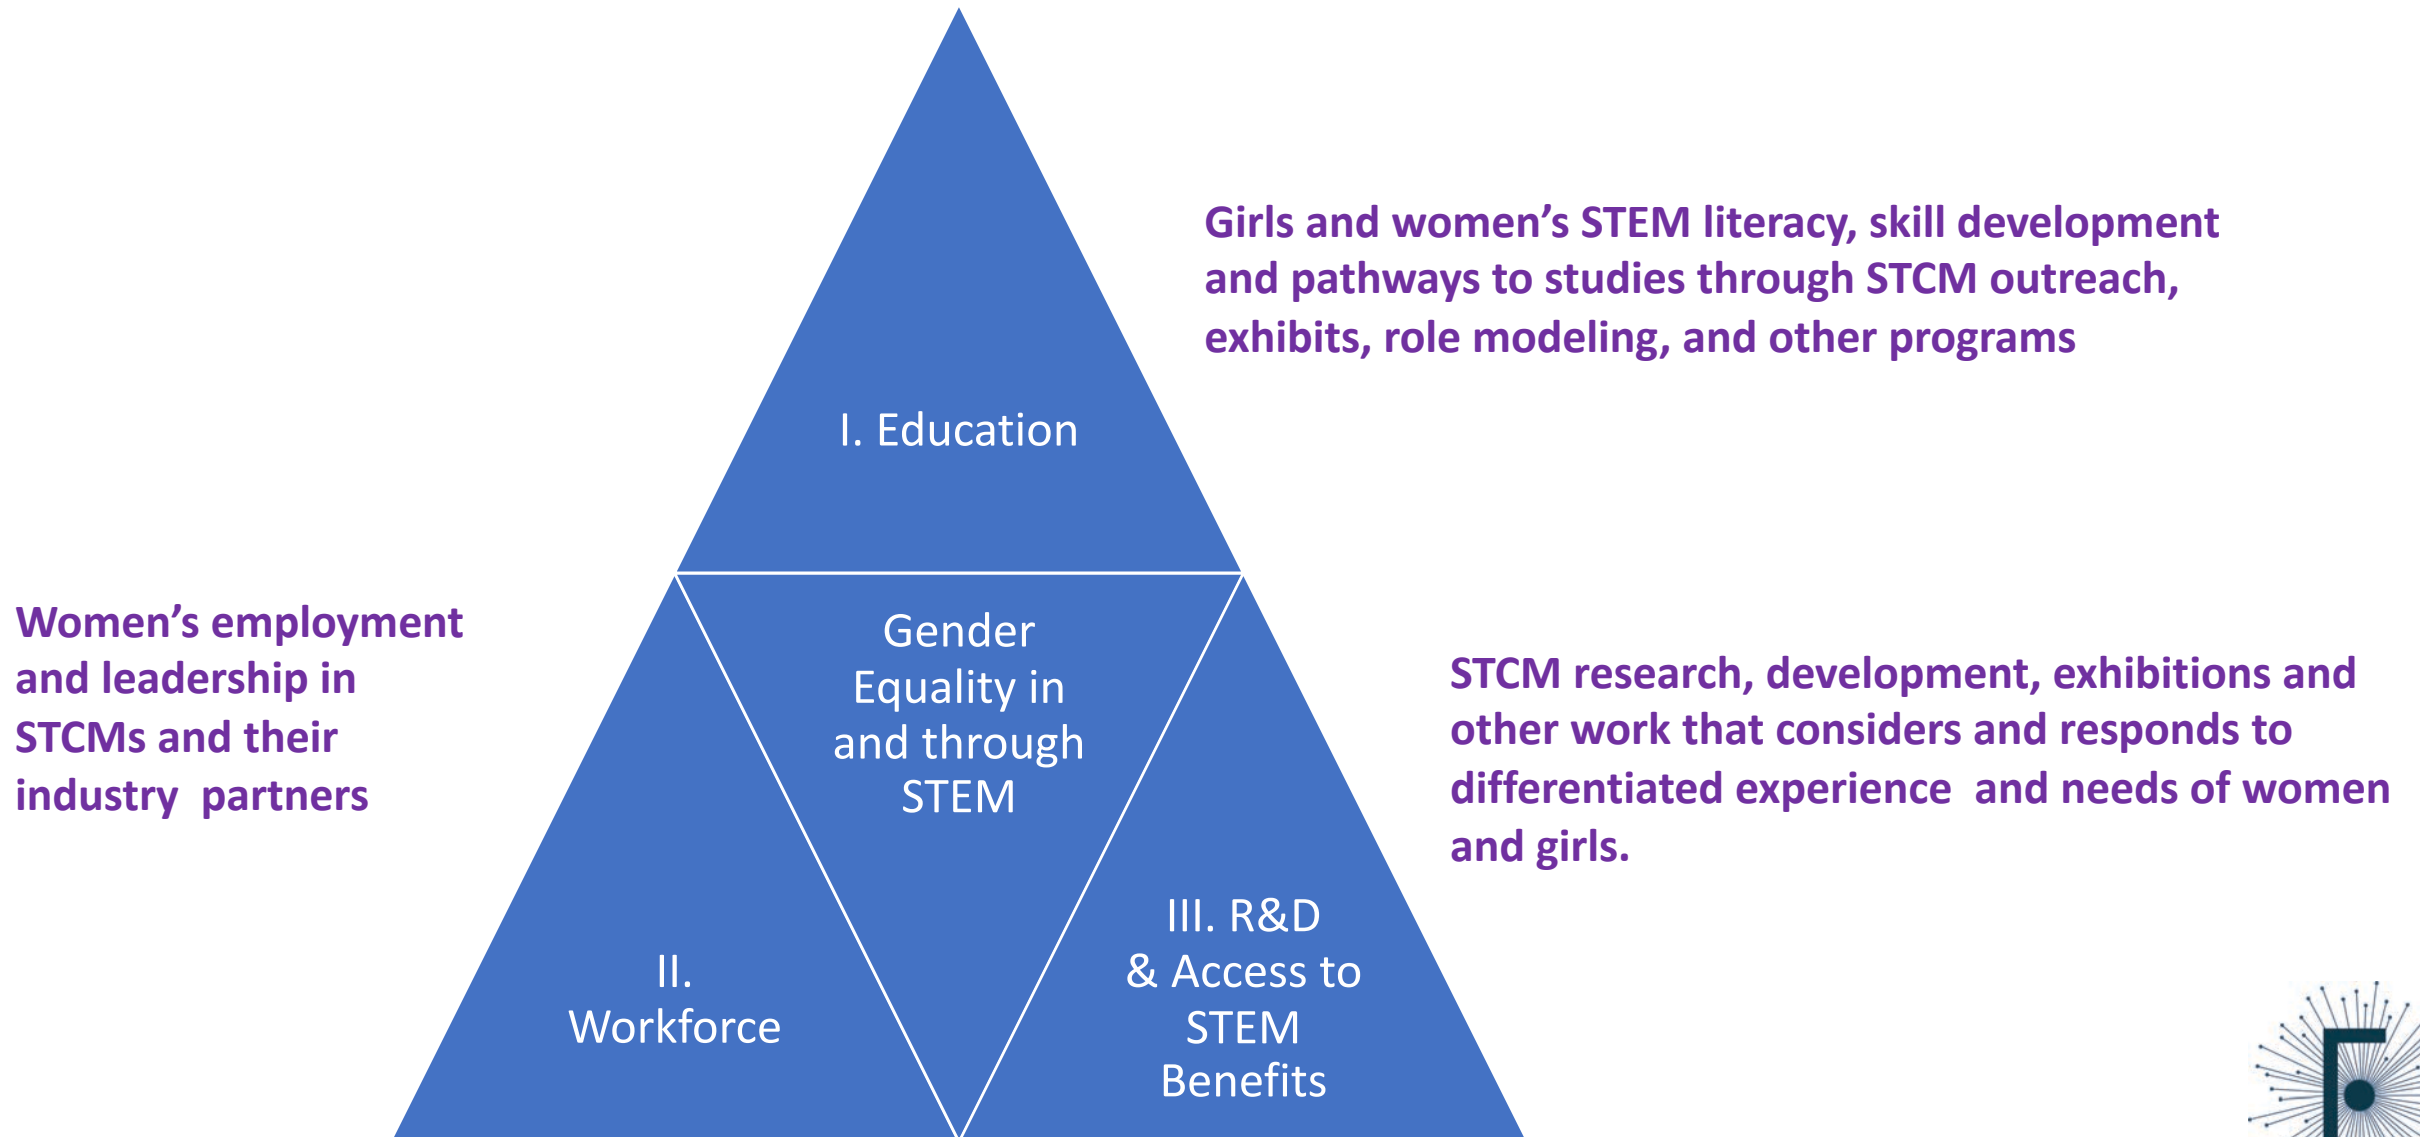 Girls and women’s STEM literacy, skill development
and pathways to studies through STCM outreach,
exhibits, role modeling, and other programs
I. Education
Women’s employment
and leadership in
STCMs and their
industry  partners
Gender
Equality in
and through
STEM
STCM research, development, exhibitions and
other work that considers and responds to
differentiated experience  and needs of women
and girls.
II.
Workforce
III. R&D
& Access to
STEM
Benefits